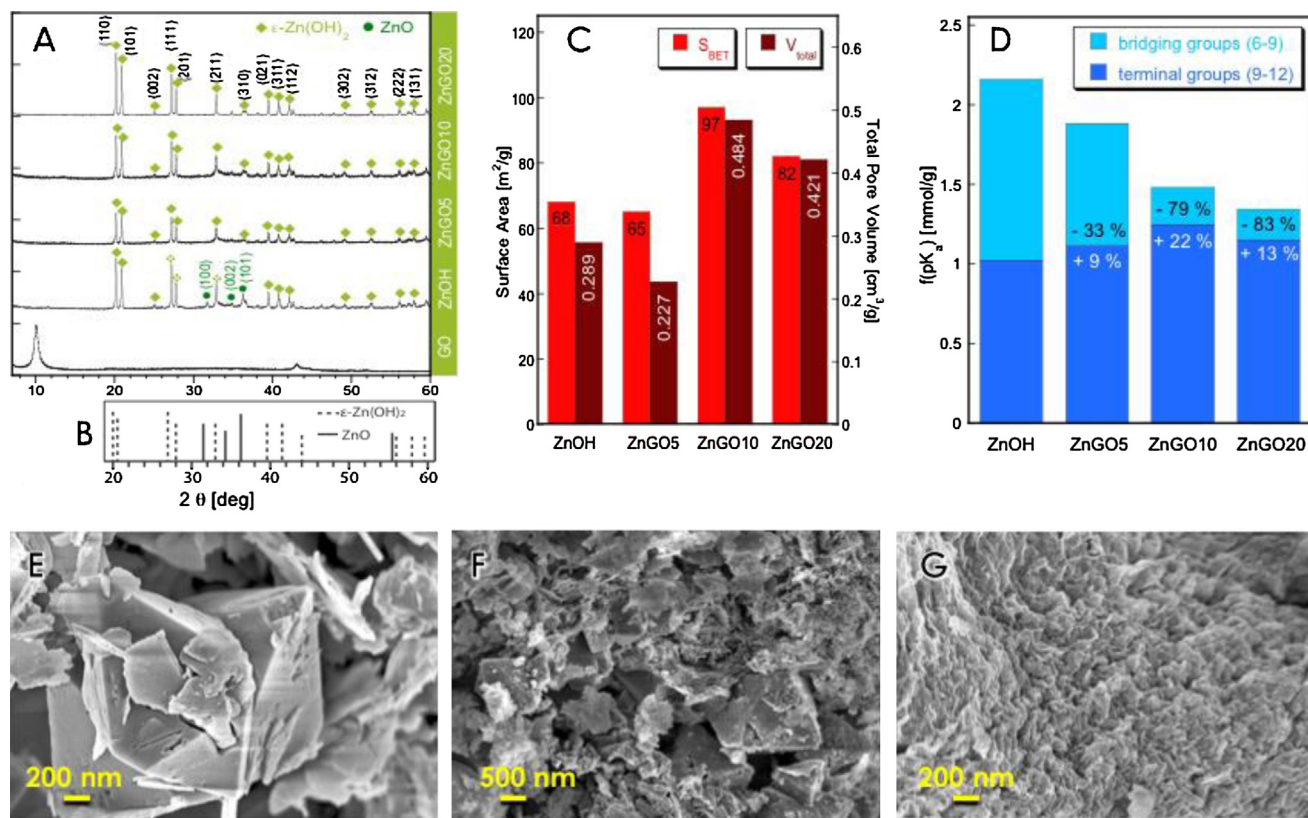 A
ε-Zn(OH)2
ZnO
(110)
(101)
(002)
(111)
(201)
(211)
(310)
(021)
(311)
(112)
(302)
(312)
(222)
(131)
ZnGO20
ZnGO10
ZnGO5
(100)
(002)
(101)
ZnOH
GO
10 20 30 40 50 60
B
ε-Zn(OH)2
ZnO
20 30 40 50 60
2 θ [deg]
C
S BET
V total
120
100
80
60
40
20
0
Surface Area [m2/g]
68
0.289
65
0.227
97
0.484
82
0.421
0.6
0.5
0.4
0.3
0.2
0.1
0
Total Pore Volume [cm3/g]
ZnOH ZnGO5 ZnGO10 ZnGO20
D
bridging groups (6-9)
terminal groups (9-12)
2.5
2
1.5
1
0.5
0
f(pKa) [mmol/g]
- 33 %
+ 9 %
- 79 %
+ 22 %
- 83 %
+ 13 %
ZnOH ZnGO5 ZnGO10 ZnGO20
E
200 nm
F
500 nm
G
200 nm